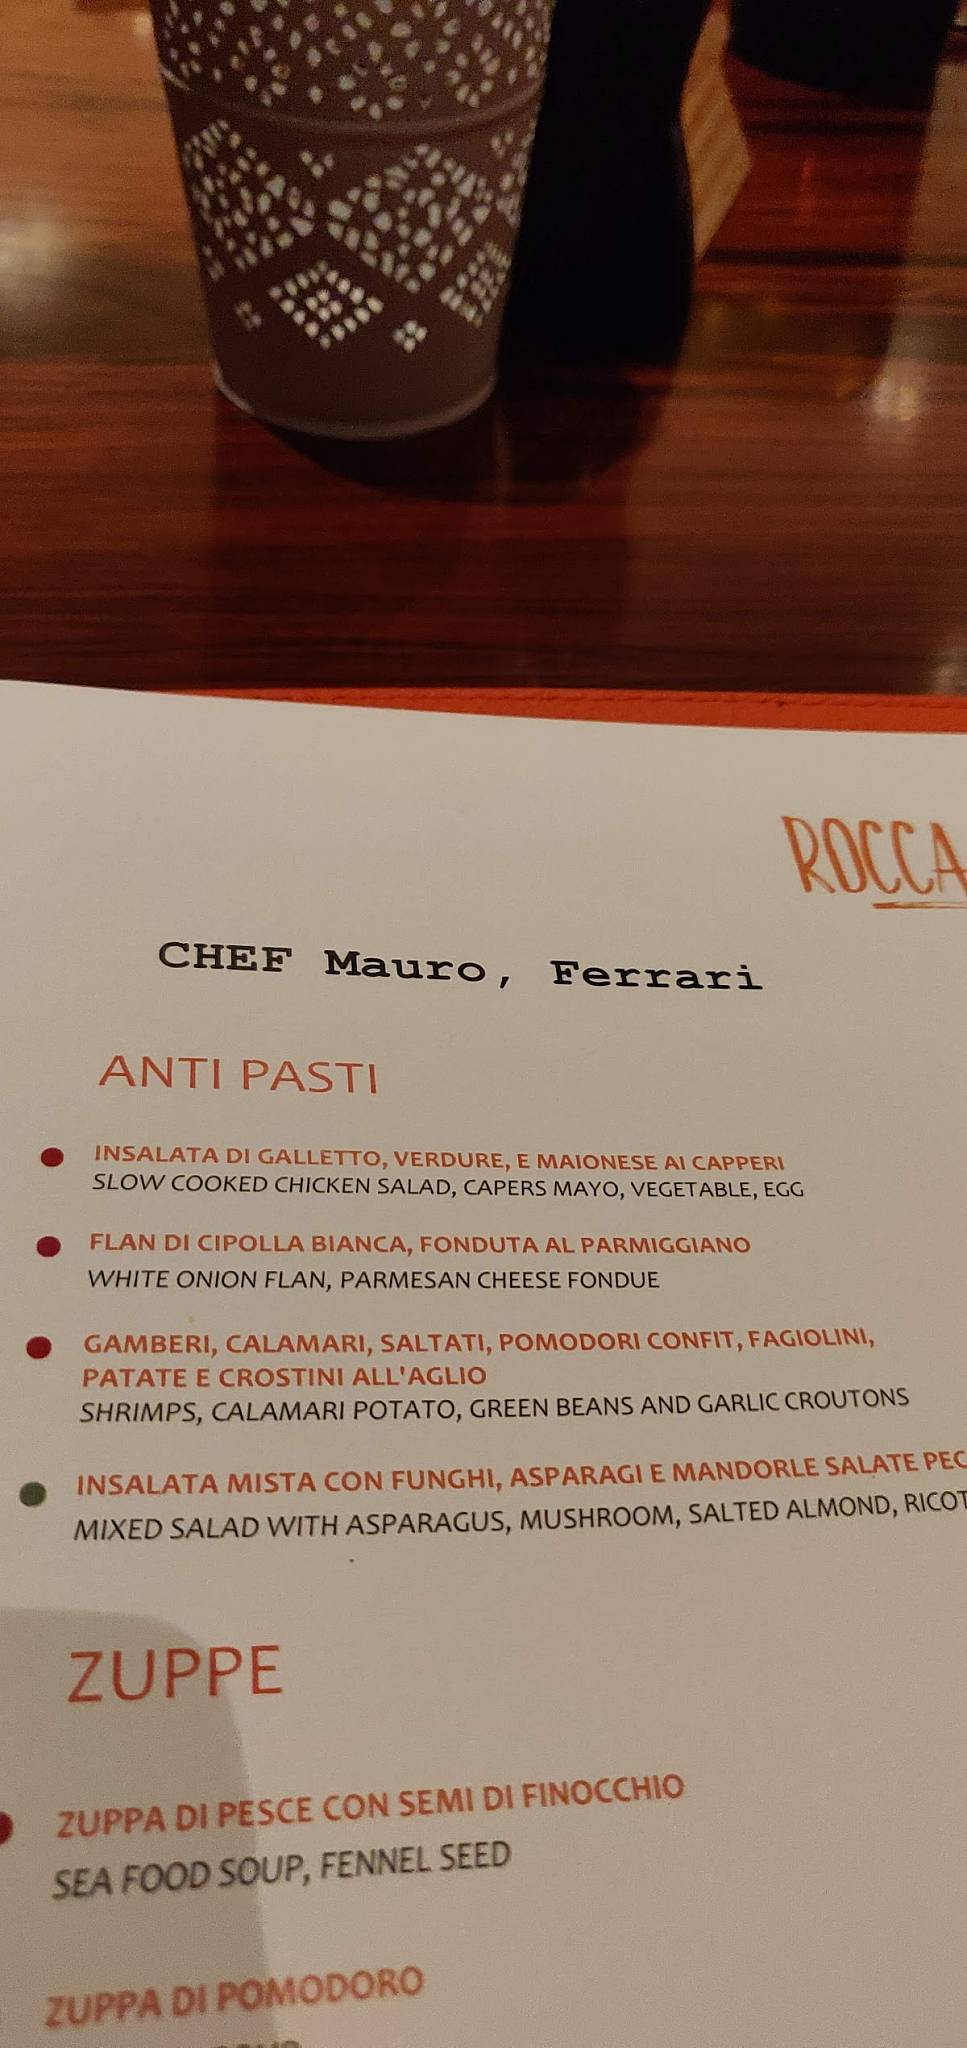 ROCCA
CHEF Mauro, Ferrari
ANTI PASTI
INSALATA DI GALLETTO, VERDURE, E MAIONESE AI CAPPERI
SLOW COOKED CHICKEN SALAD, CAPERS MAYO, VEGETABLE, EGG
FLAN DI CIPOLLA BIANCA, FONDUTA AL PARMIGGIANO
WHITE ONION FLAN, PARMESAN CHEESE FONDUE
GAMBERI, CALAMARI, SALTATI, POMODORI CONFIT, FAGIOLINI,
PATATE E CROSTINI ALL'AGLIO
SHRIMPS, CALAMARI POTATO, GREEN BEANS AND GARLIC CROUTONS
INSALATA MISTA CON FUNGHI, ASPARAGI E MANDORLE SALATE PEC
MIXED SALAD WITH ASPARAGUS, MUSHROOM, SALTED ALMOND, RICOT
ZUPPE
ZUPPA DI PESCE CON SEMI DI FINOCCHIO
SEA FOOD SOUP, FENNEL SEED
ZUPPA DI POMODORO